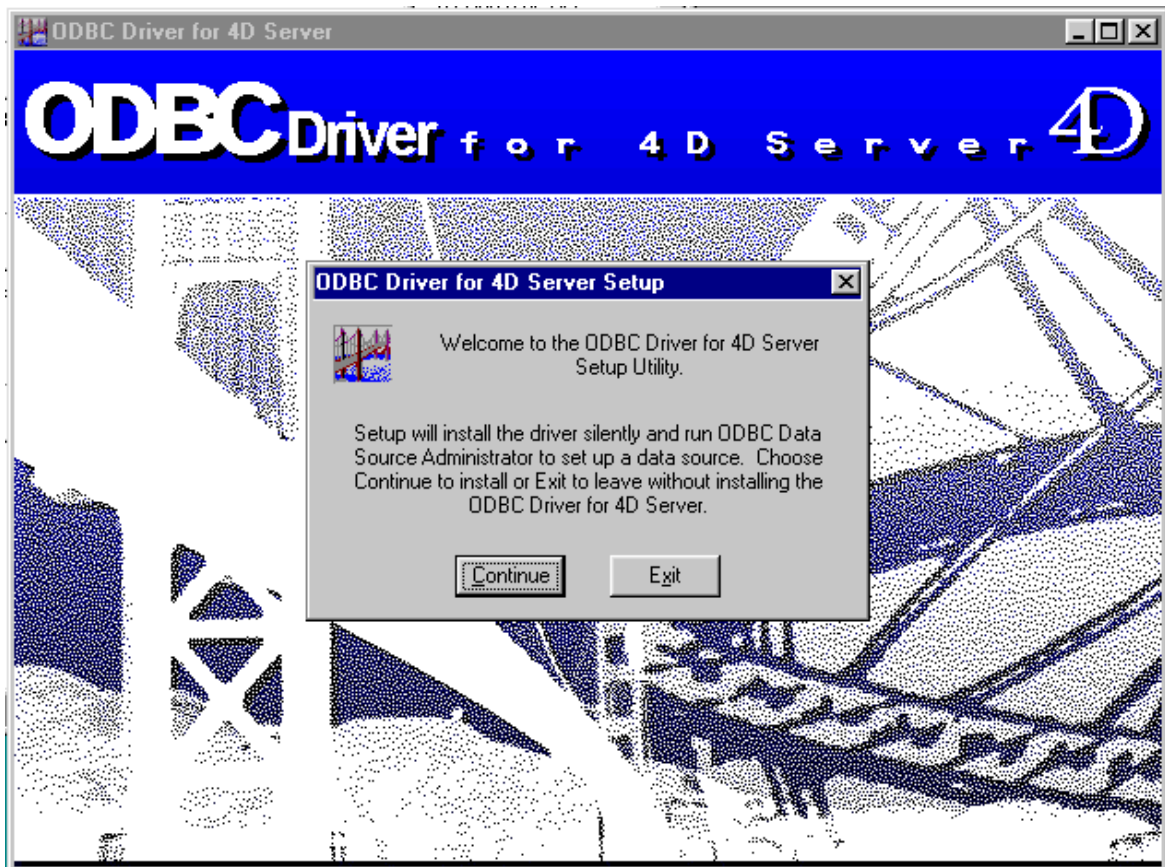 ODBC Driver for 4D Server
ODBC Driver for 4D Server 4D
ODBC Driver for 4D Server Setup
Welcome to the ODBC Driver for 4D Server
Setup Utility.
Setup will install the driver silently and run ODBC Data
Source Administrator to set up a data source. Choose
Continue to install or Exit to leave without installing the
ODBC Driver for 4D Server.
Continue Exit